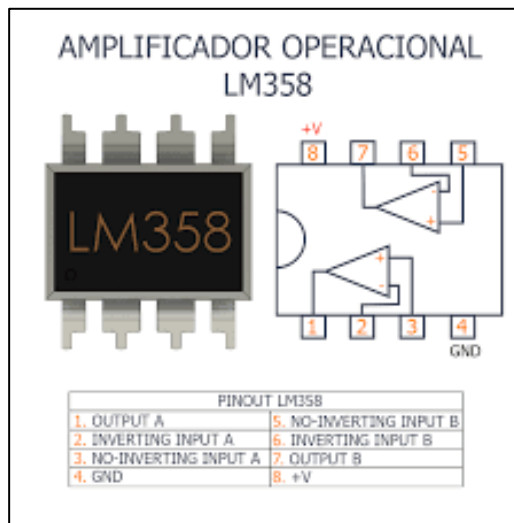 AMPLIFICADOR OPERACIONAL
LM358
LM358
+V
8 7 6 5
-
+
+
-
1 2 3 4
GND
PINOUT LM358
1. OUTPUT A 5. NO-INVERTING INPUT B
2. INVERTING INPUT A 6. INVERTING INPUT B
3. NO-INVERTING INPUT A 7. OUTPUT B
4. GND 8. +V